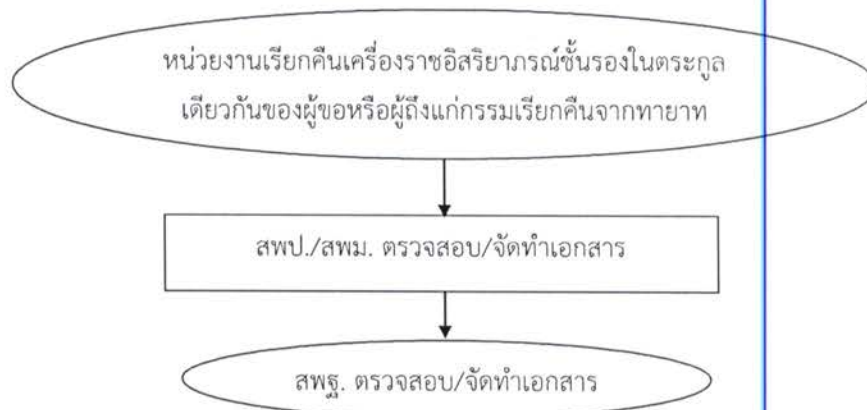 หน่วยงานเรียกคืนเครื่องราชอิสริยาภรณ์ชั้นรองในตระกูล
เดียวกันของผู้ขอหรือผู้ถึงแก่กรรมเรียกคืนจากทายาท
สพป./สพม. ตรวจสอบ/จัดทำเอกสาร
สพฐ. ตรวจสอบ/จัดทำเอกสาร